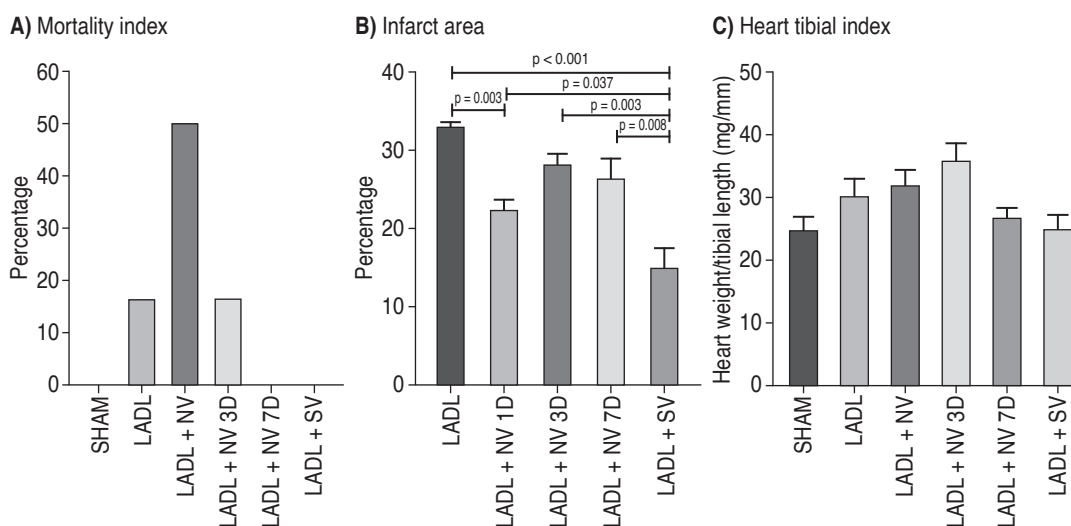 A) Mortality index
60
50
40
30
20
10
0
Percentage
SHAM
LADL
LADL + NV
LADL + NV 3D
LADL + NV 7D
LADL + SV
B) Infarct area
p < 0.001
p = 0.037
p = 0.003
p = 0.003
p = 0.008
40
30
20
10
0
Percentage
LADL
LADL + NV 1D
LADL + NV 3D
LADL + NV 7D
LADL + SV
C) Heart tibial index
50
40
30
20
10
0
Heart weight/tibial length (mg/mm)
SHAM
LADL
LADL + NV
LADL + NV 3D
LADL + NV 7D
LADL + SV